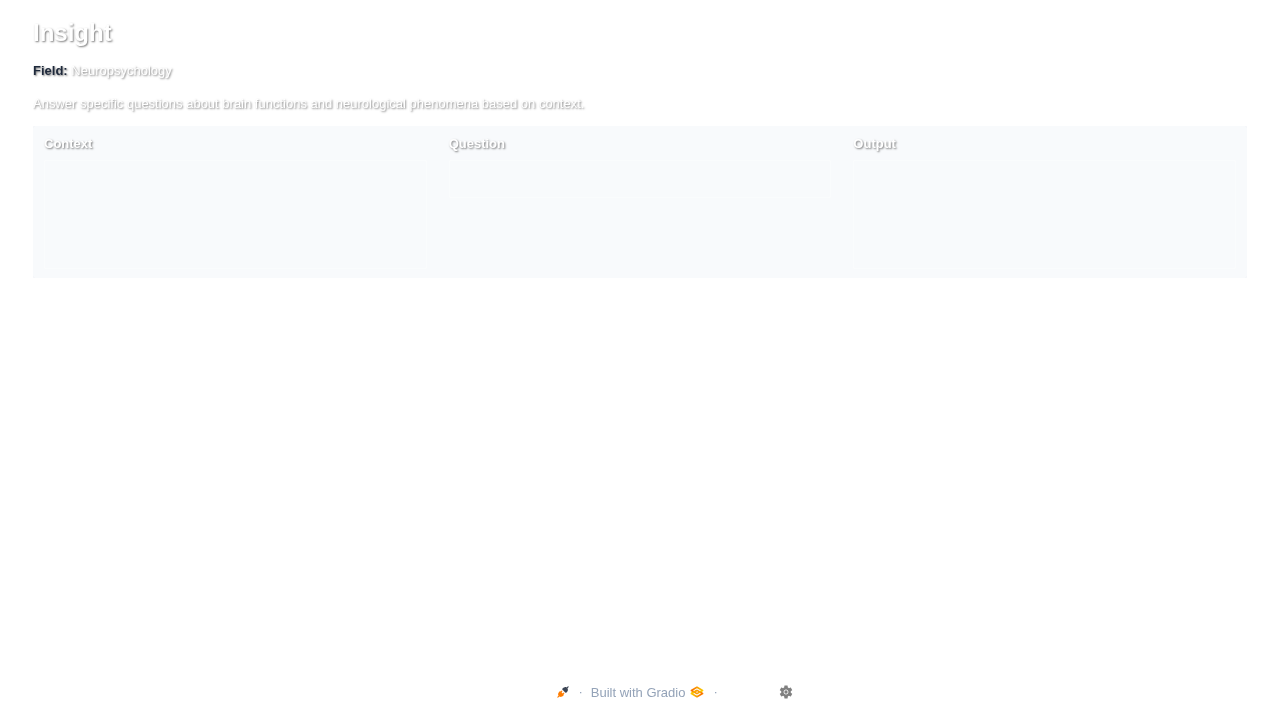 Insight
Field: Neuropsychology
Answer specific questions about brain functions and neurological phenomena based on context.
Context Question Output
· Built with Gradio ·